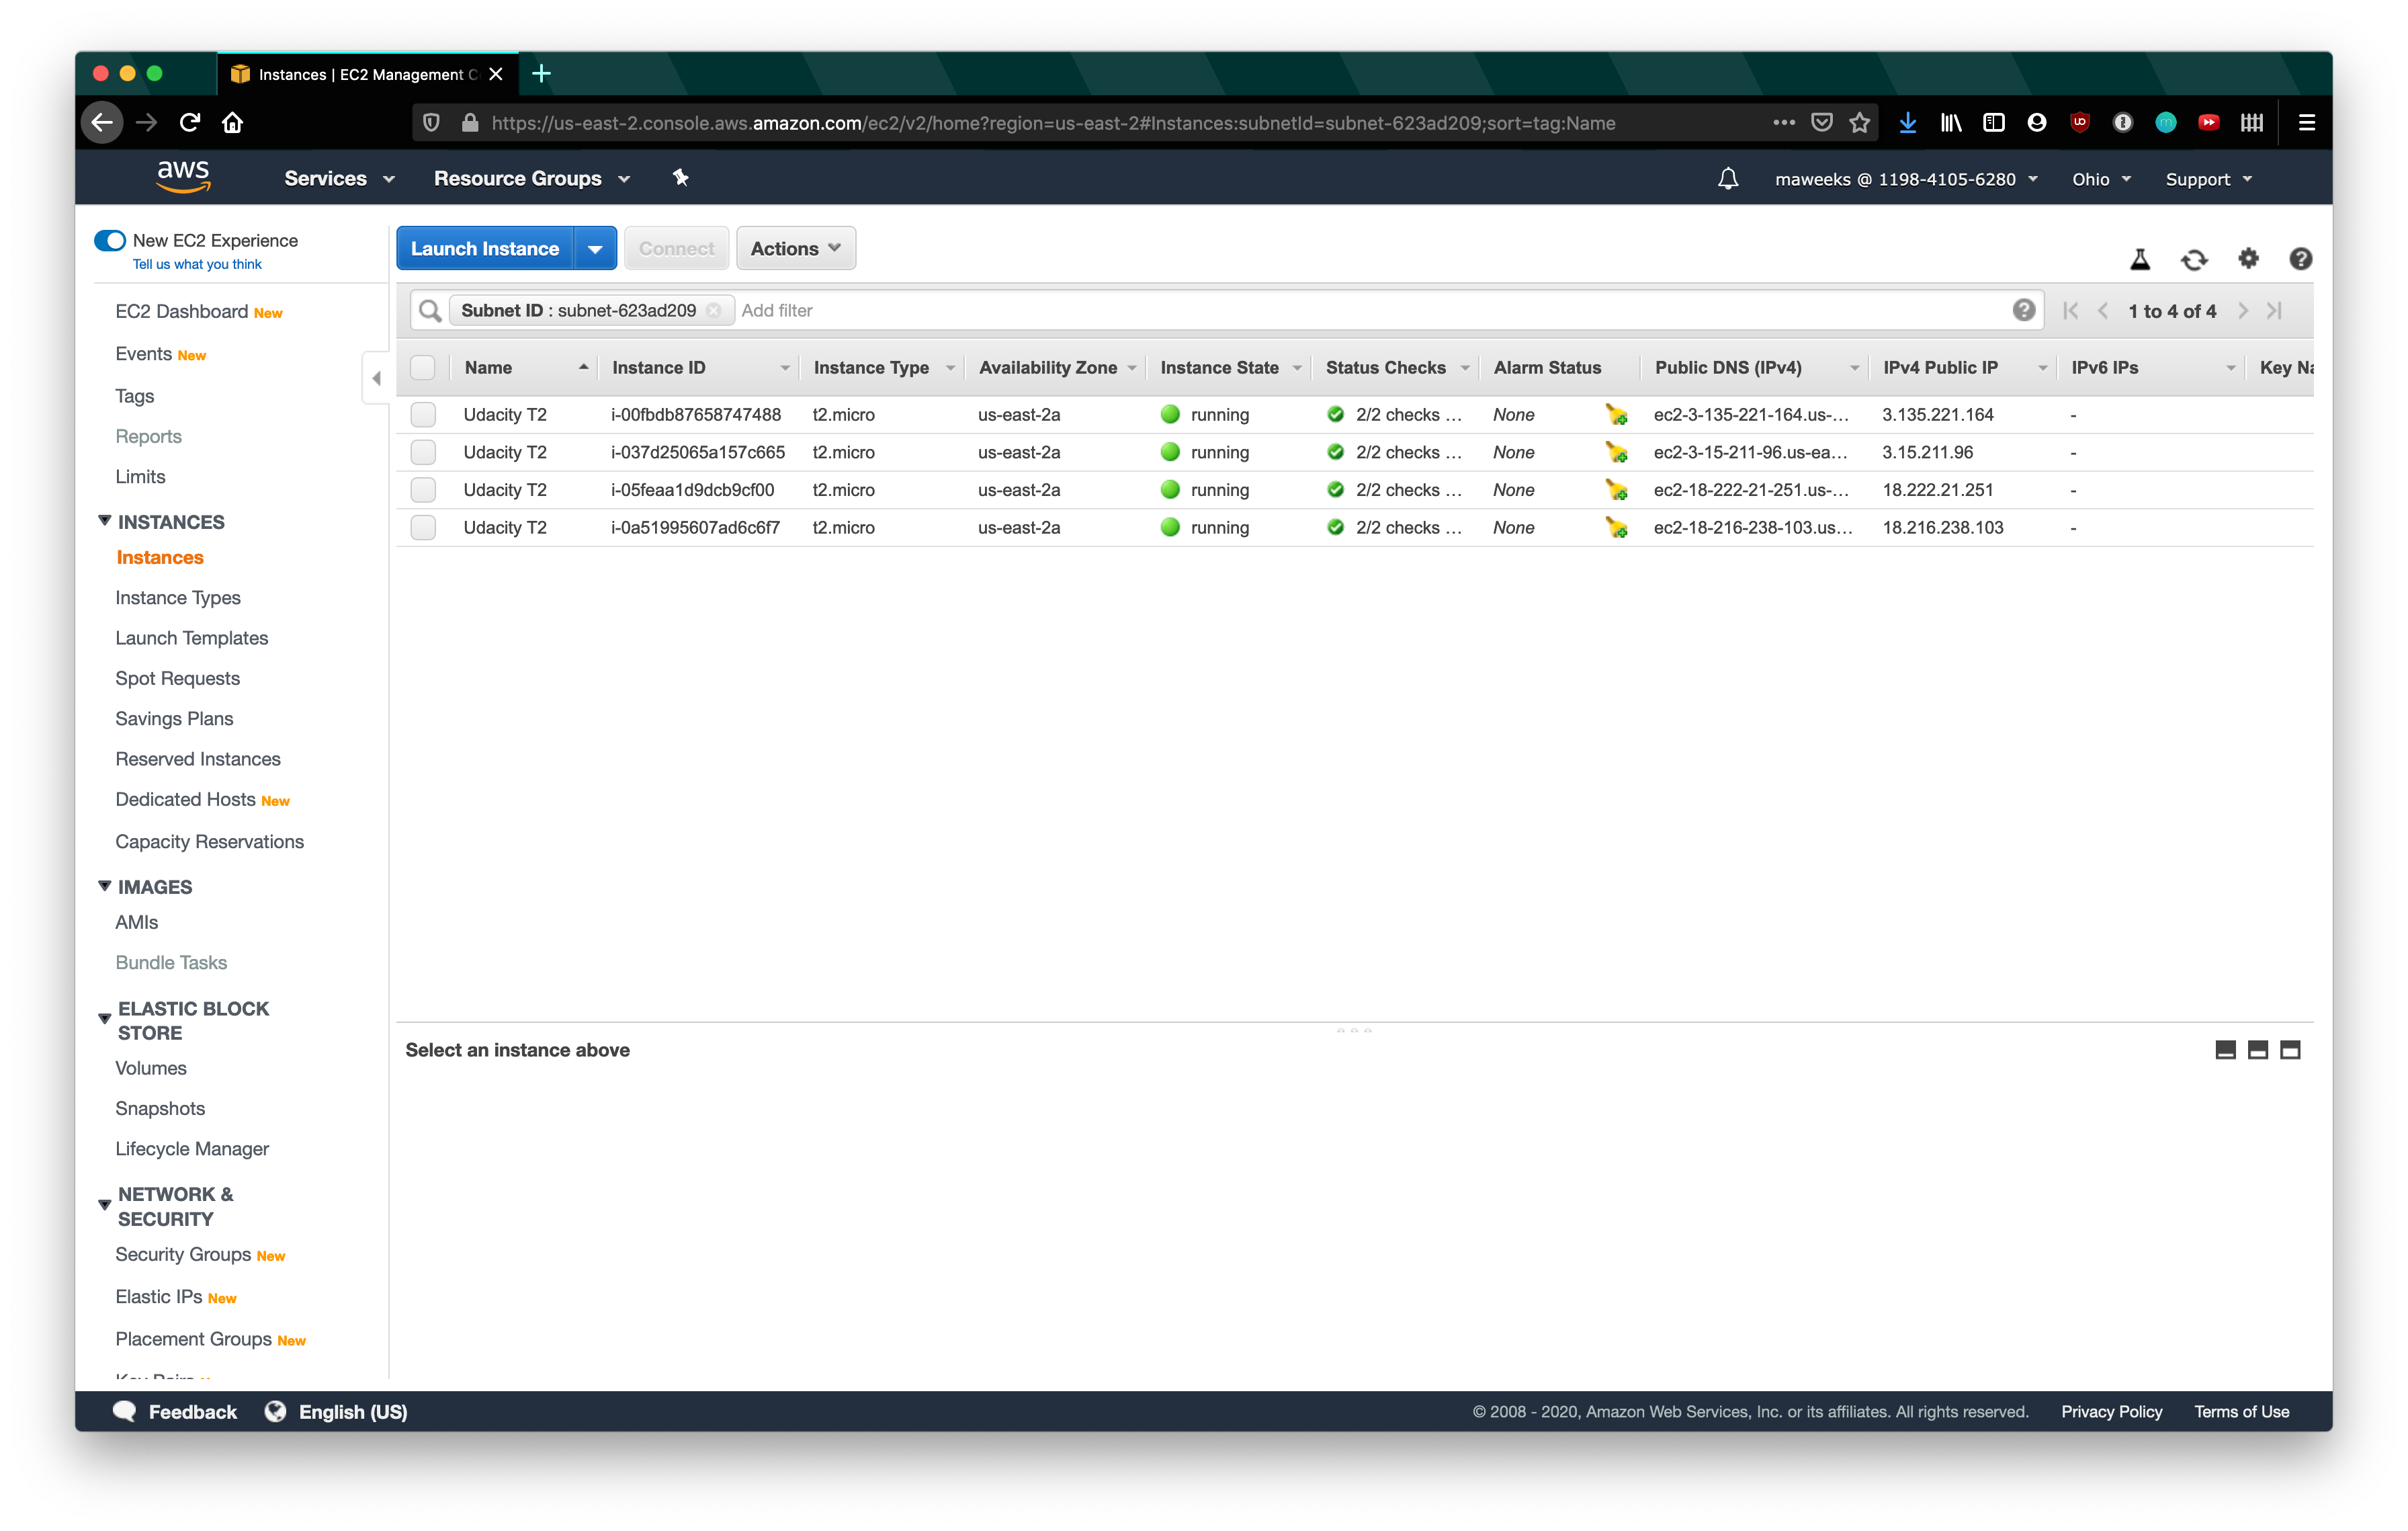 Instances | EC2 Management C
https://us-east-2.console.aws.amazon.com/ec2/v2/home?region=us-east-2#Instances:subnetId=subnet-623ad209;sort=tag:Name
aws Services Resource Groups maweeks @ 1198-4105-6280 Ohio Support
New EC2 Experience
Tell us what you think
EC2 Dashboard New
Events New
Tags
Reports
Limits
INSTANCES
Instances
Instance Types
Launch Templates
Spot Requests
Savings Plans
Reserved Instances
Dedicated Hosts New
Capacity Reservations
IMAGES
AMIs
Bundle Tasks
ELASTIC BLOCK
STORE
Volumes
Snapshots
Lifecycle Manager
NETWORK &
SECURITY
Security Groups New
Elastic IPs New
Placement Groups New
Launch Instance Connect Actions
Subnet ID : subnet-623ad209 Add filter 1 to 4 of 4
Name Instance ID Instance Type Availability Zone Instance State Status Checks Alarm Status Public DNS (IPv4) IPv4 Public IP IPv6 IPs Key Na
Udacity T2 i-00fbdb87658747488 t2.micro us-east-2a running 2/2 checks ... None ec2-3-135-221-164.us-... 3.135.221.164 -
Udacity T2 i-037d25065a157c665 t2.micro us-east-2a running 2/2 checks ... None ec2-3-15-211-96.us-ea... 3.15.211.96 -
Udacity T2 i-05feaa1d9dcb9cf00 t2.micro us-east-2a running 2/2 checks ... None ec2-18-222-21-251.us-... 18.222.21.251 -
Udacity T2 i-0a51995607ad6c6f7 t2.micro us-east-2a running 2/2 checks ... None ec2-18-216-238-103.us... 18.216.238.103 -
Select an instance above
Feedback English (US) © 2008 - 2020, Amazon Web Services, Inc. or its affiliates. All rights reserved. Privacy Policy Terms of Use